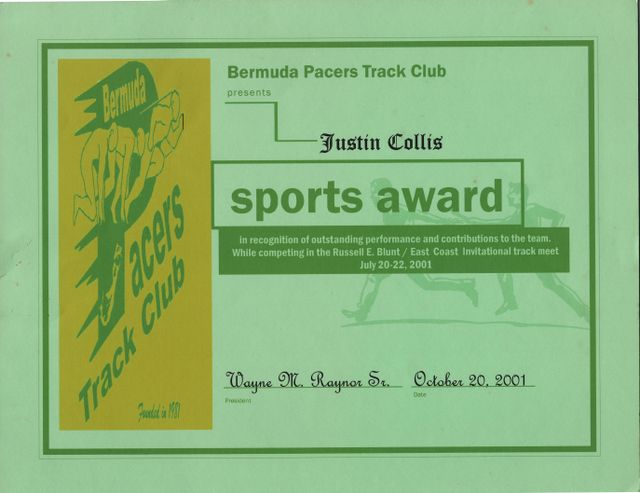 Bermuda
Pacers
Track Club
Founded in 1981
Bermuda Pacers Track Club
presents
Justin Collis
sports award
in recognition of outstanding performance and contributions to the team.
While competing in the Russell E. Blunt / East Coast Invitational track meet
July 20-22, 2001
Wayne M. Raynor Sr.
President
October 20, 2001
Date